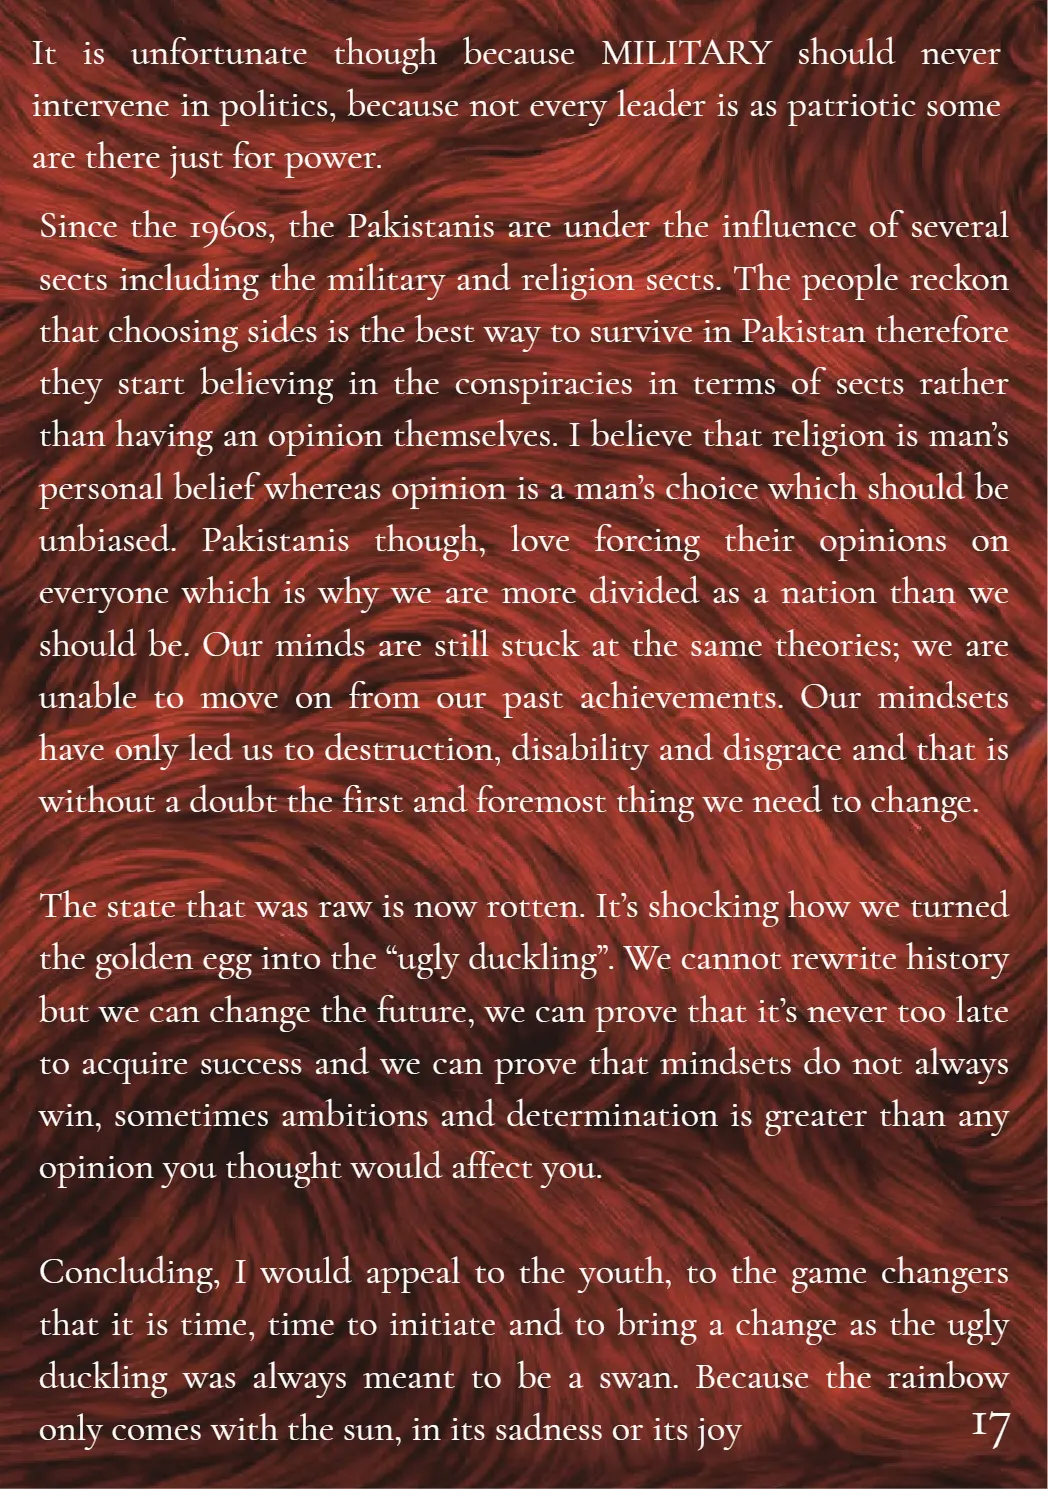 It is unfortunate though because MILITARY should never
intervene in politics, because not every leader is as patriotic some
are there just for power.
Since the 1960s, the Pakistanis are under the influence of several
sects including the military and religion sects. The people reckon
that choosing sides is the best way to survive in Pakistan therefore
they start believing in the conspiracies in terms of sects rather
than having an opinion themselves. I believe that religion is man's
personal belief whereas opinion is a man's choice which should be
unbiased. Pakistanis though, love forcing their opinions on
everyone which is why we are more divided as a nation than we
should be. Our minds are still stuck at the same theories; we are
unable to move on from our past achievements. Our mindsets
have only led us to destruction, disability and disgrace and that is
without a doubt the first and foremost thing we need to change.
The state that was raw is now rotten. It's shocking how we turned
the golden egg into the “ugly duckling”. We cannot rewrite history
but we can change the future, we can prove that it's never too late
to acquire success and we can prove that mindsets do not always
win, sometimes ambitions and determination is greater than any
opinion you thought would affect you.
Concluding, I would appeal to the youth, to the game changers
that it is time, time to initiate and to bring a change as the ugly
duckling was always meant to be a swan. Because the rainbow
only comes with the sun, in its sadness or its joy
17